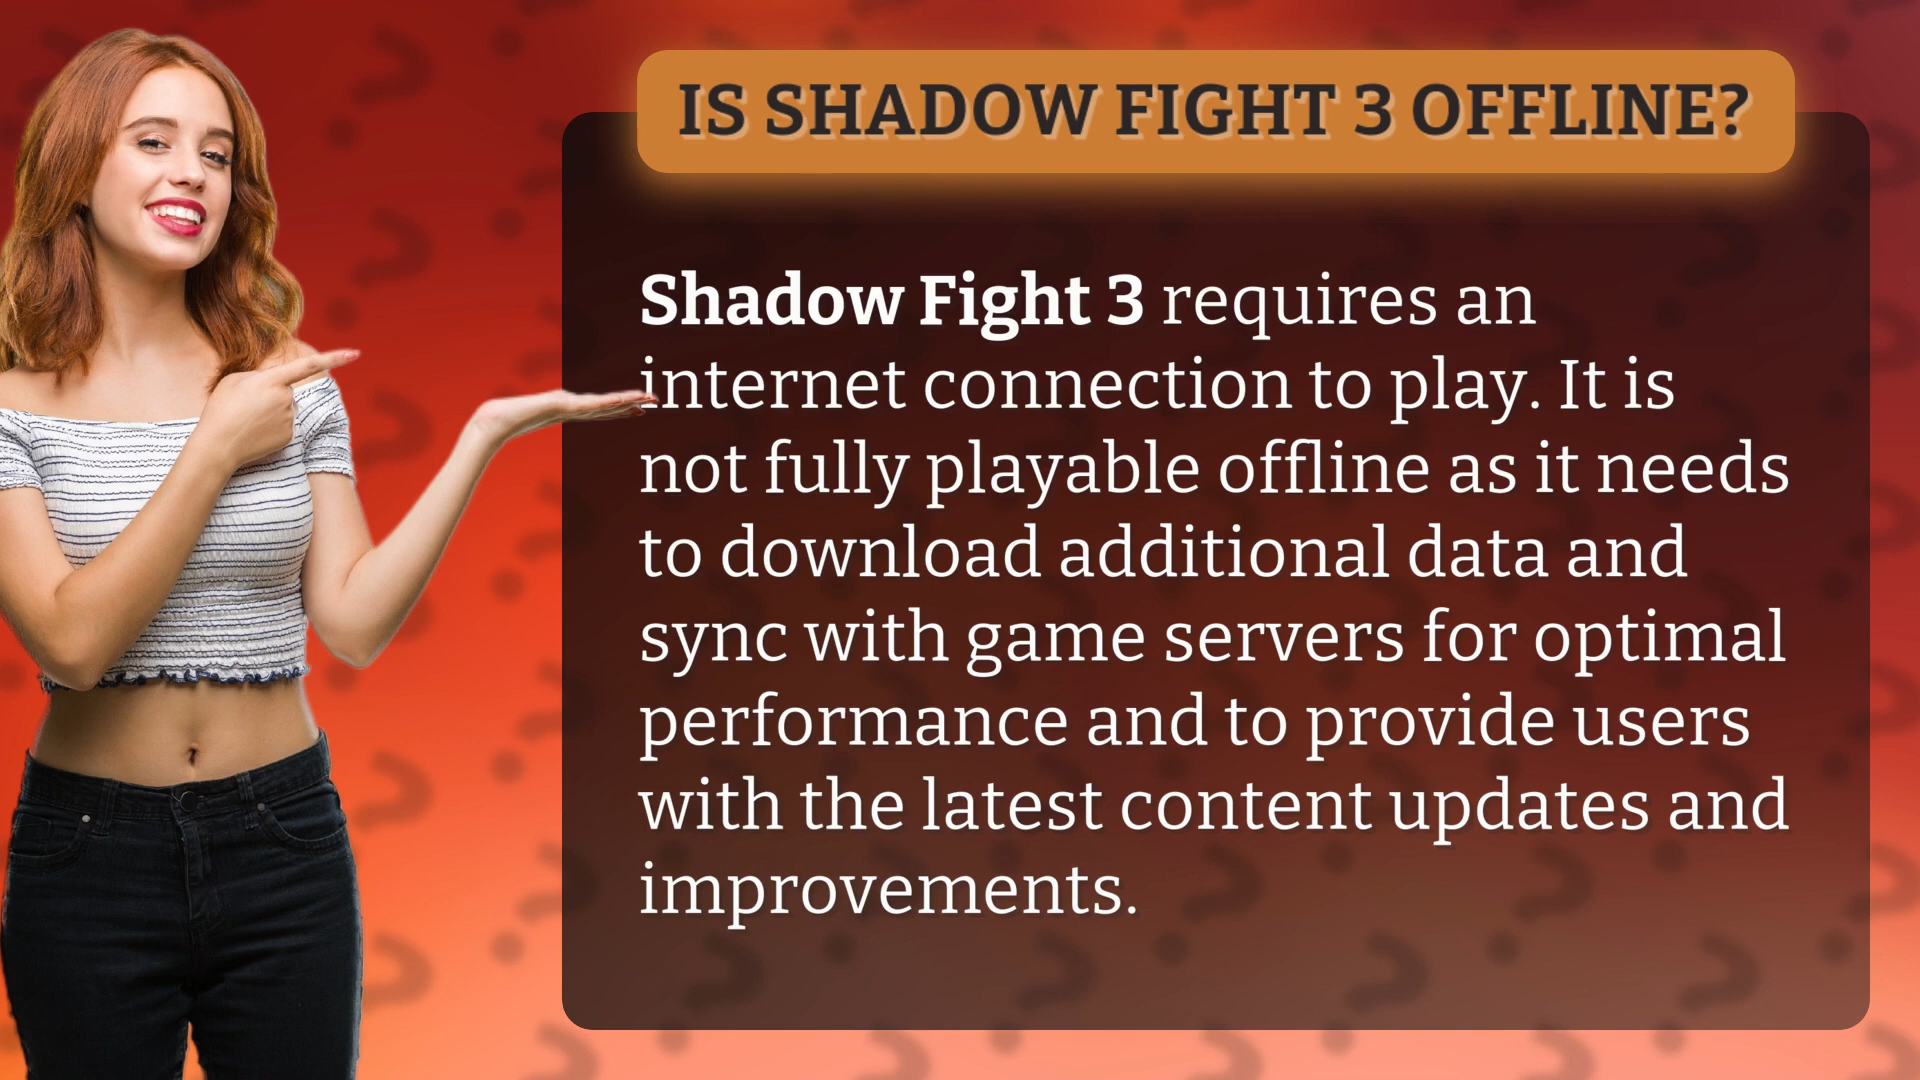 IS SHADOW FIGHT 3 OFFLINE?
Shadow Fight 3 requires an
internet connection to play. It is
not fully playable offline as it needs
to download additional data and
sync with game servers for optimal
performance and to provide users
with the latest content updates and
improvements.